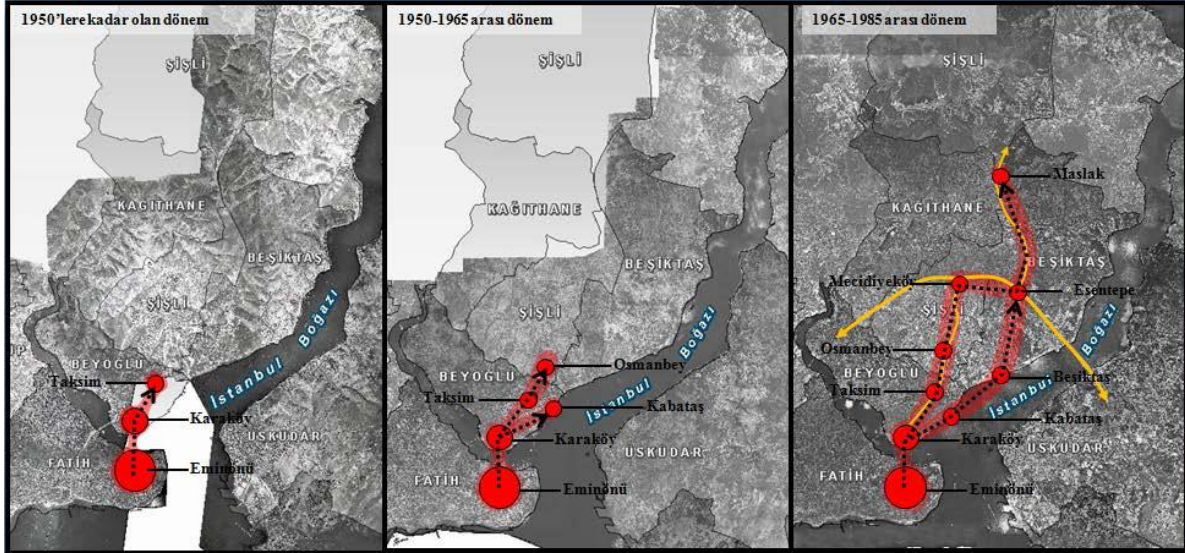 1950'lere kadar olan dönem
ŞİŞLİ
KAGITHANE
BEŞİKTAŞ
ŞİŞLİ
İstanbul Boğazı
BEYOGLU
Taksim
Karaköy
USKUDAR
FATİH
Eminönü
1950-1965 arası dönem
ŞİŞLİ
KAĞITHANE
BEŞİKTAŞ
ŞİŞLİ
Boğazı
Osmanbey
BEYOGLU
İstanbul
Taksim
Kabataş
Karaköy
USKUDAR
FATİH
Eminönü
1965-1985 arası dönem
ŞİŞLİ
Maslak
KAGITHANE
BEŞİKTAŞ
Mecidiyeköy
Esentepe
ŞİŞLİ
Boğazı
Osmanbey
BEYOGLU
Beşiktaş
Taksim
İstanbul
Kabataş
Karaköy
USKUDAR
FATİH
Eminönü